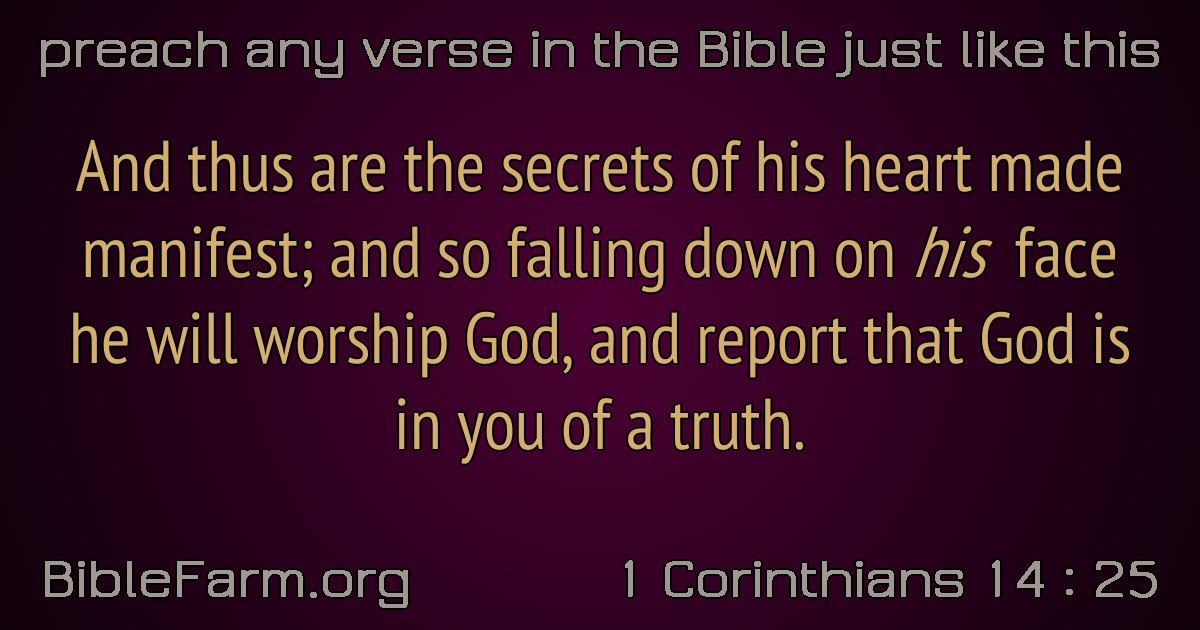 preach any verse in the Bible just like this
And thus are the secrets of his heart made
manifest; and so falling down on his face
he will worship God, and report that God is
in you of a truth.
BibleFarm.org
1 Corinthians 14 : 25